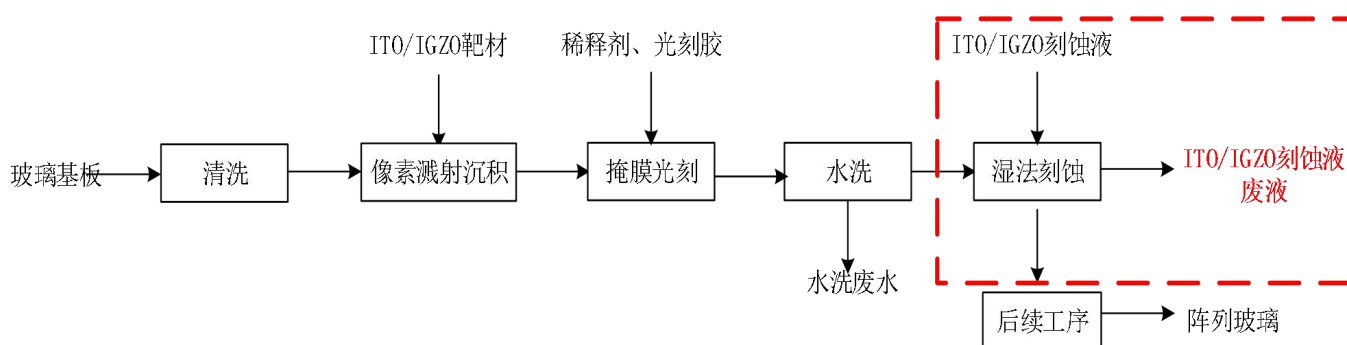 ITO/IGZO靶材
稀释剂、光刻胶
ITO/IGZO刻蚀液
玻璃基板
清洗
像素溅射沉积
掩膜光刻
水洗
湿法刻蚀
ITO/IGZO刻蚀液
废液
水洗废水
后续工序
阵列玻璃